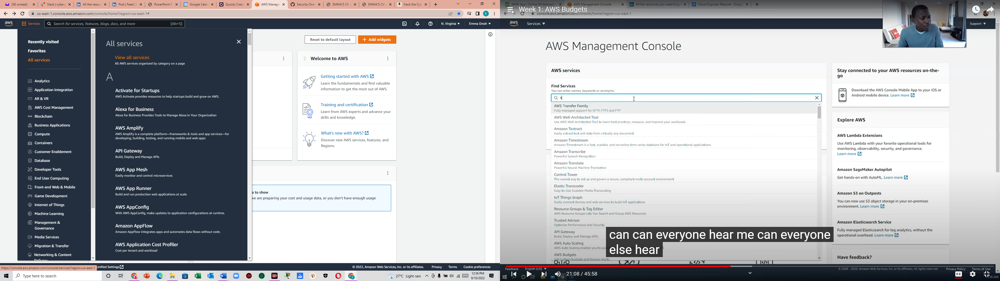 (38 unread) -
Slack | cyberg
All the resour
Post | Feed | L
PowerPoint P
Google Calen
Quizizz Creat
AWS Manage
Security Over
EMMA'S CV
EMMA'S CV
Hack the Cyb
us-east-1.console.aws.amazon.com/console/home?region=us-east-1#
E
aws
Services
Search for services, features, blogs, docs, and more
[Alt+S]
N. Virginia
Emma Onoh
Recently visited
Favorites
All services
Analytics
Application Integration
AR & VR
AWS Cost Management
Blockchain
Business Applications
Compute
Containers
Customer Enablement
Database
Developer Tools
End User Computing
Front-end Web & Mobile
Game Development
Internet of Things
Machine Learning
Management &
Governance
Media Services
Migration & Transfer
Networking & Content
Delivery
All services
View all services
All AWS services organized by category on a page
A
Activate for Startups
AWS Activate provides resources to help startups build and grow on AWS.
Alexa for Business
Alexa for Business Provides Tools to Manage Alexa in Your Organization
AWS Amplify
AWS Amplify is a complete platform—frameworks & tools and app services—for
developing, building, testing, and running mobile and web apps
API Gateway
Build, Deploy and Manage APIs
AWS App Mesh
Easily monitor and control microservices
AWS App Runner
Build and run production web applications at scale
AWS AppConfig
With AWS AppConfig, make updates to application configurations at runtime.
Amazon AppFlow
Amazon AppFlow integrates apps and automates data flows without code.
AWS Application Cost Profiler
Cost per tenant and workload
Reset to default layout
Add widgets
Welcome to AWS
Getting started with AWS
Learn the fundamentals and find valuable
information to get the most out of AWS.
Training and certification
Learn from AWS experts and advance your
skills and knowledge.
What's new with AWS?
Discover new AWS services, features, and
Regions.
a to show
we are preparing your cost and usage data, or you don't have enough usage
https://console.aws.amazon.com/console/services?region=us-east-1
Unified Settings
© 2022, Amazon Web Services, Inc. or its affiliates.
Privacy
Terms
Cookie preferences
Type here to search
27°C Light rain
12:36 PM
9/10/2022
AWW App | Online Whiteboard
AWS Management Console
All the resources you need to ge
Cloud Engineer Resume - Googl
Week 1: AWS Budgets
console.aws.amazon.com/console/home?region=us-east-1
aws
Services
Support
AWS Management Console
AWS services
Find Services
You can enter names, keywords or acronyms.
t
AWS Transfer Family
Fully managed support for SFTP, FTPS and FTP
AWS Well-Architected Tool
Use AWS Well-Architected Tool to learn best practices, measure, and improve your workloads
Amazon Textract
Easily extract text and data from virtually any document
Amazon Timestream
Amazon Timestream is a fast, scalable, and serverless time series database for IoT and operational applications.
Amazon Transcribe
Powerful Speech Recognition
Amazon Translate
Powerful Neural Machine Translation
Control Tower
The easiest way to set up and govern a secure, compliant multi-account environment
Elastic Transcoder
Easy-to-Use Scalable Media Transcoding
IoT Things Graph
Easily connect devices and web services to build IoT applications
Resource Groups & Tag Editor
AWS Resource Groups Lets You Search and Group AWS Resources
Trusted Advisor
Optimize Performance and Security
API Gateway
Build, Deploy and Manage APIs
AWS Auto Scaling
AWS Auto Scaling enables you to
AWS Budgets
Set Custom Budgets and Receive Alerts
Stay connected to your AWS resources on-the-
go
Download the AWS Console Mobile App to your iOS or
Android mobile device. Learn more
Explore AWS
AWS Lambda Extensions
Use AWS Lambda with your favorite operational tools for
monitoring, observability, security, and governance.
Learn more
Amazon SageMaker Autopilot
Get hands-on with AutoML. Learn more
Amazon S3 on Outposts
You can now use S3 object storage in your on-premises
environment. Learn more
Amazon Elasticsearch Service
Fully managed Elasticsearch for log analytics, without the
operational overhead. Learn more
Have feedback?
can can everyone hear me can everyone
else hear
Feedback
English (US)
© 2008 - 2020, Amazon Web Services, Inc. or its affiliates. All rights reserved.
Privacy Policy
Terms of Use
21:08 / 45:58